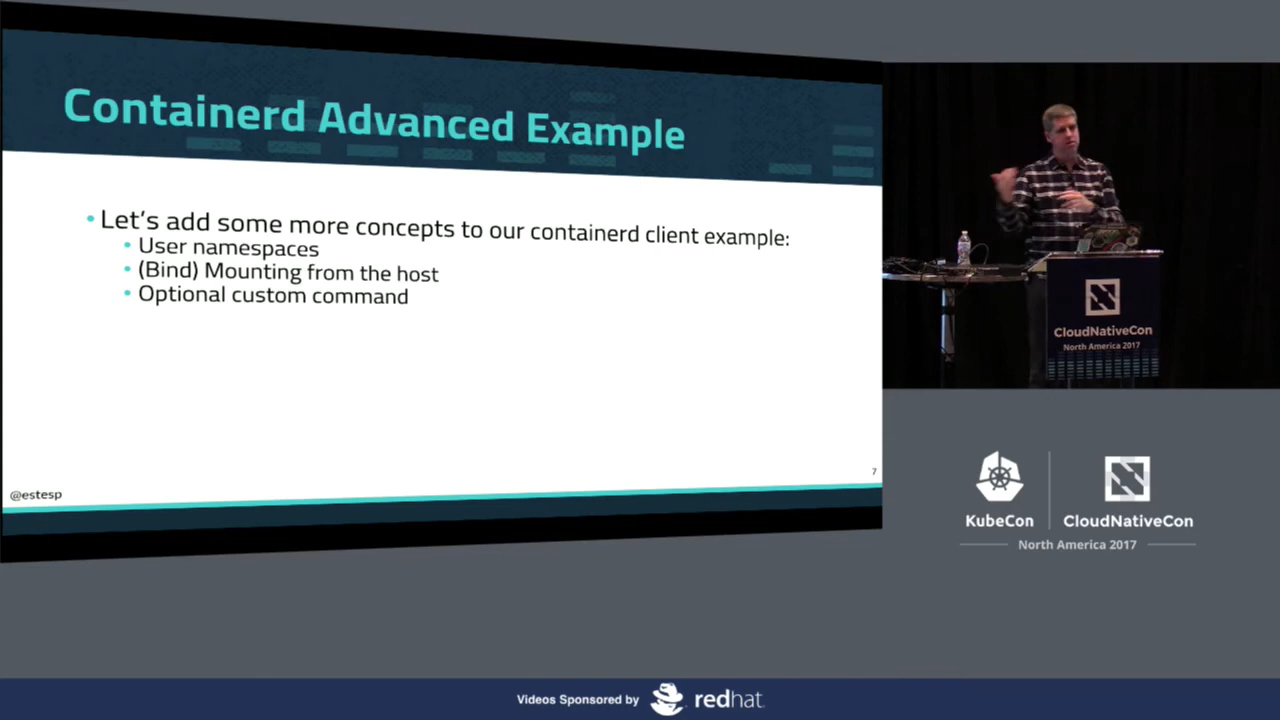 Containerd Advanced Example
• Let's add some more concepts to our containerd client example:
• User namespaces
• (Bind) Mounting from the host
• Optional custom command
7
@estesp
CloudNativeCon
North America 2017
KubeCon
CloudNativeCon
North America 2017
Videos Sponsored by
redhat.